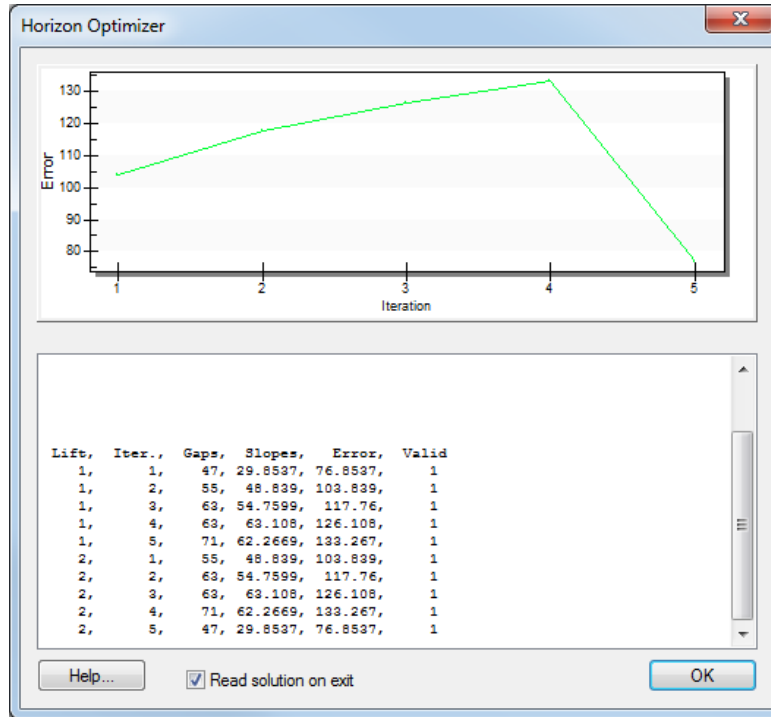 Horizon Optimizer
130
120
110
100
90
80
Error
1 2 3 4 5
Iteration
Lift, Iter., Gaps, Slopes, Error, Valid
1, 1, 47, 29.8537, 76.8537, 1
1, 2, 55, 48.839, 103.839, 1
1, 3, 63, 54.7599, 117.76, 1
1, 4, 63, 63.108, 126.108, 1
1, 5, 71, 62.2669, 133.267, 1
2, 1, 55, 48.839, 103.839, 1
2, 2, 63, 54.7599, 117.76, 1
2, 3, 63, 63.108, 126.108, 1
2, 4, 71, 62.2669, 133.267, 1
2, 5, 47, 29.8537, 76.8537, 1
Help... Read solution on exit OK